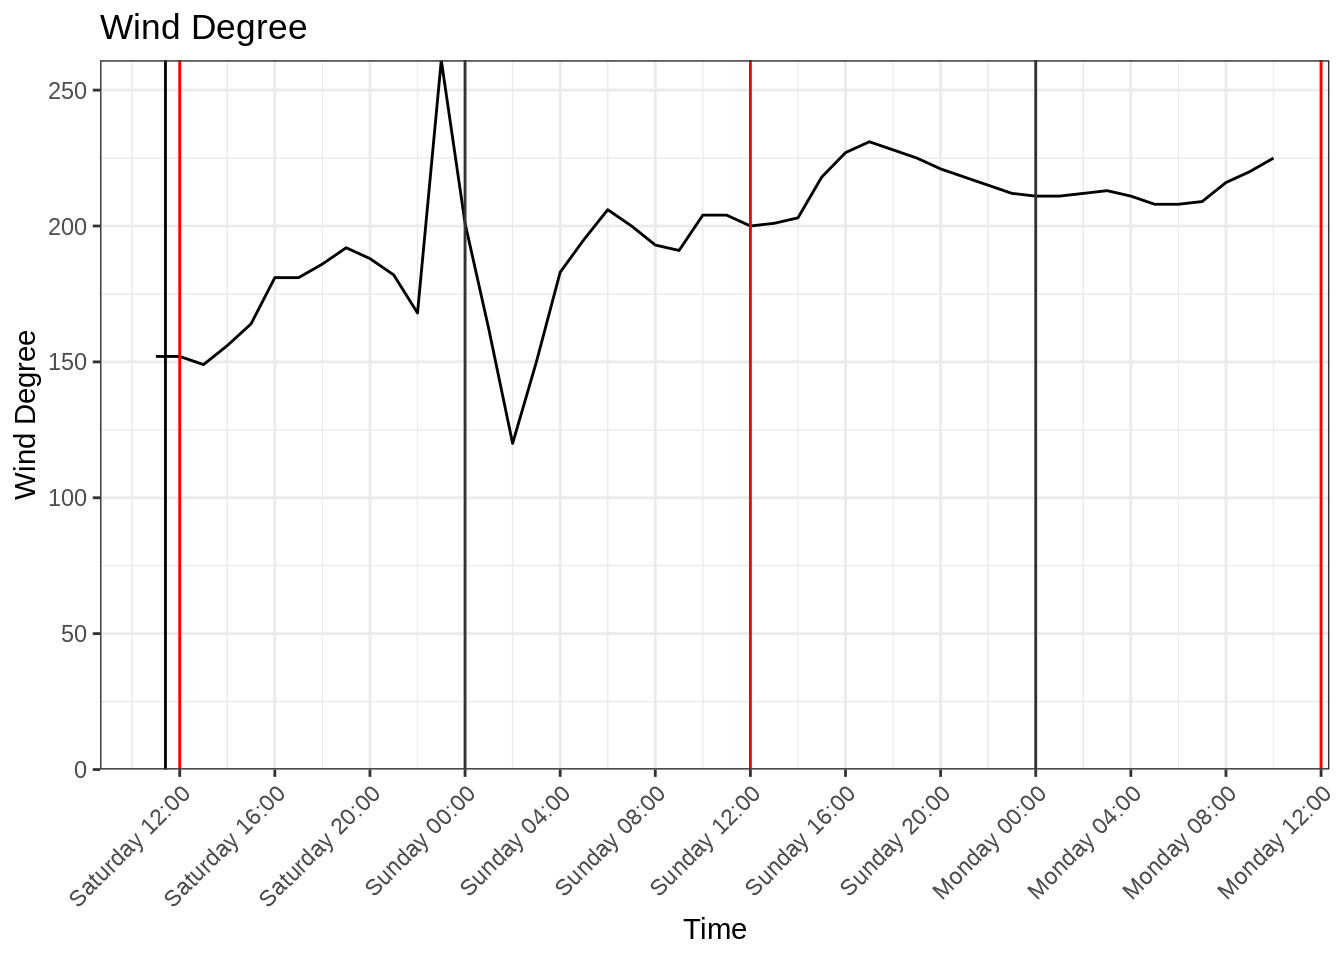 Wind Degree
250
200
150
100
50
0
Wind Degree
Saturday 12:00
Saturday 16:00
Saturday 20:00
Sunday 00:00
Sunday 04:00
Sunday 08:00
Sunday 12:00
Sunday 16:00
Sunday 20:00
Monday 00:00
Monday 04:00
Monday 08:00
Monday 12:00
Time